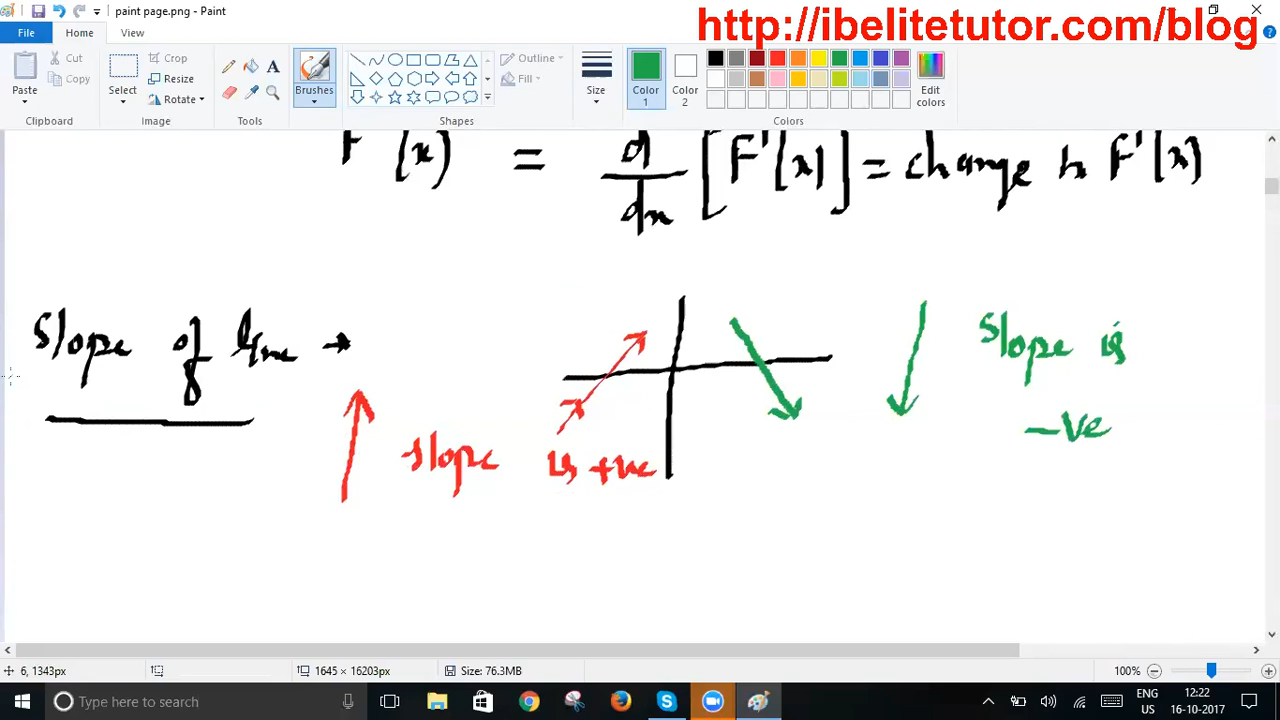 paint page.png - Paint
http://ibelitetutor.com/blog
File Home View
Paste Cut Copy Select Crop Resize Rotate Brushes Outline Fill Size Color 1 Color 2 Edit colors
Clipboard Image Tools Shapes Colors
F (x) = d/dx [F'(x)] = change in F'(x)
Slope of line →
slope is +ve
Slope is
-ve
6, 1343px 1645 × 16203px Size: 76.3MB 100%
Type here to search ENG US 12:22 16-10-2017